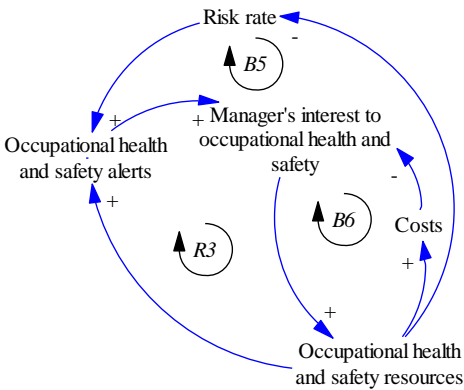 Risk rate
-
B5
+
+
Manager's interest to
occupational health and
safety
Occupational health
and safety alerts
+
-
B6
Costs
R3
+
+
Occupational health
and safety resources